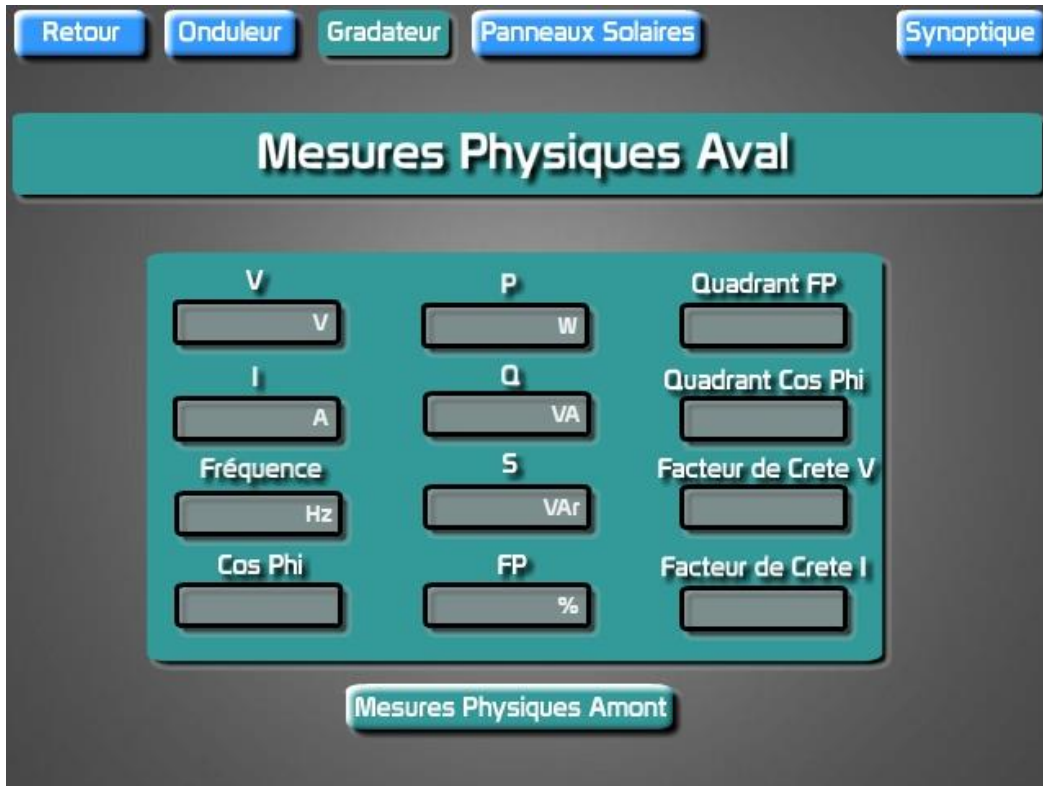 Retour Onduleur Gradateur Panneaux Solaires Synoptique
Mesures Physiques Aval
V P Quadrant FP
V W
I Q Quadrant Cos Phi
A VA
Fréquence S Facteur de Crete V
Hz VAr
Cos Phi FP Facteur de Crete I
%
Mesures Physiques Amont